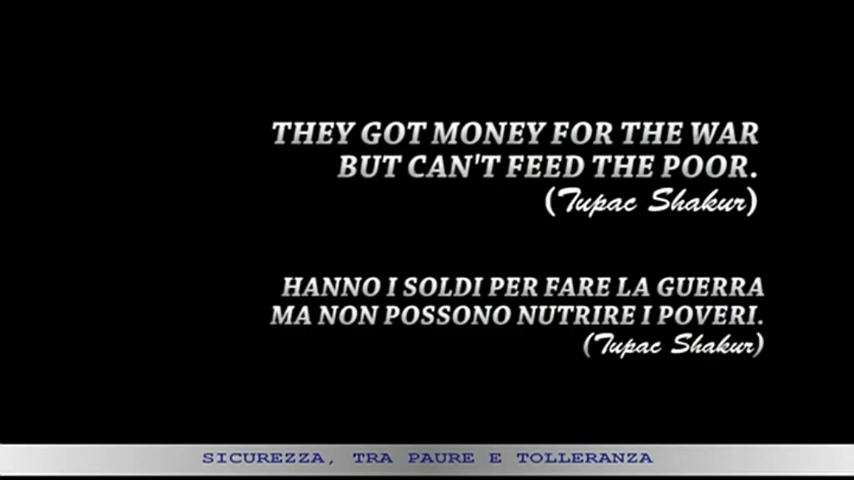 THEY GOT MONEY FOR THE WAR
BUT CAN'T FEED THE POOR.
(Tupac Shakur)
HANNO I SOLDI PER FARE LA GUERRA
MA NON POSSONO NUTRIRE I POVERI.
(Tupac Shakur)
SICUREZZA, TRA PAURE E TOLLERANZA